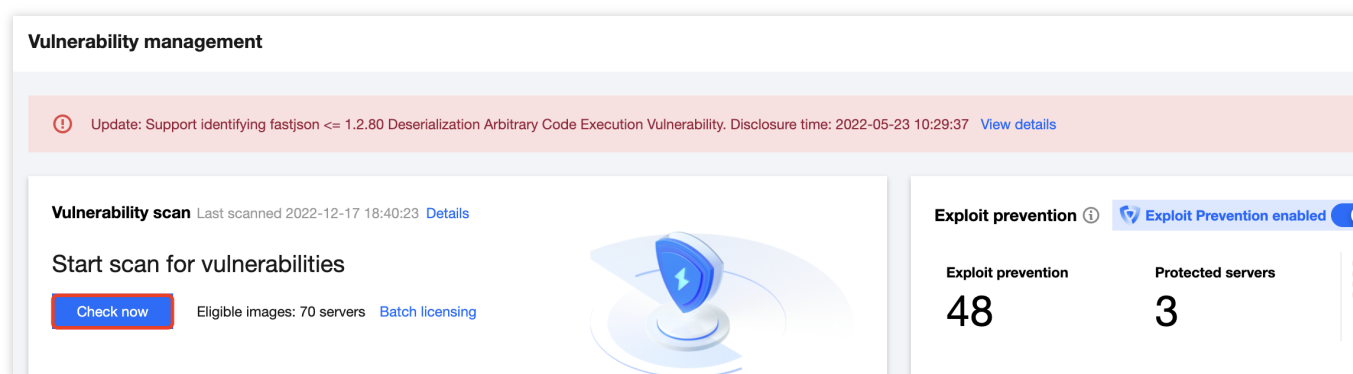 Vulnerability management
Update: Support identifying fastjson <= 1.2.80 Deserialization Arbitrary Code Execution Vulnerability. Disclosure time: 2022-05-23 10:29:37 View details
Vulnerability scan Last scanned 2022-12-17 18:40:23 Details
Start scan for vulnerabilities
Check now Eligible images: 70 servers Batch licensing
Exploit prevention Exploit Prevention enabled
Exploit prevention Protected servers
48 3